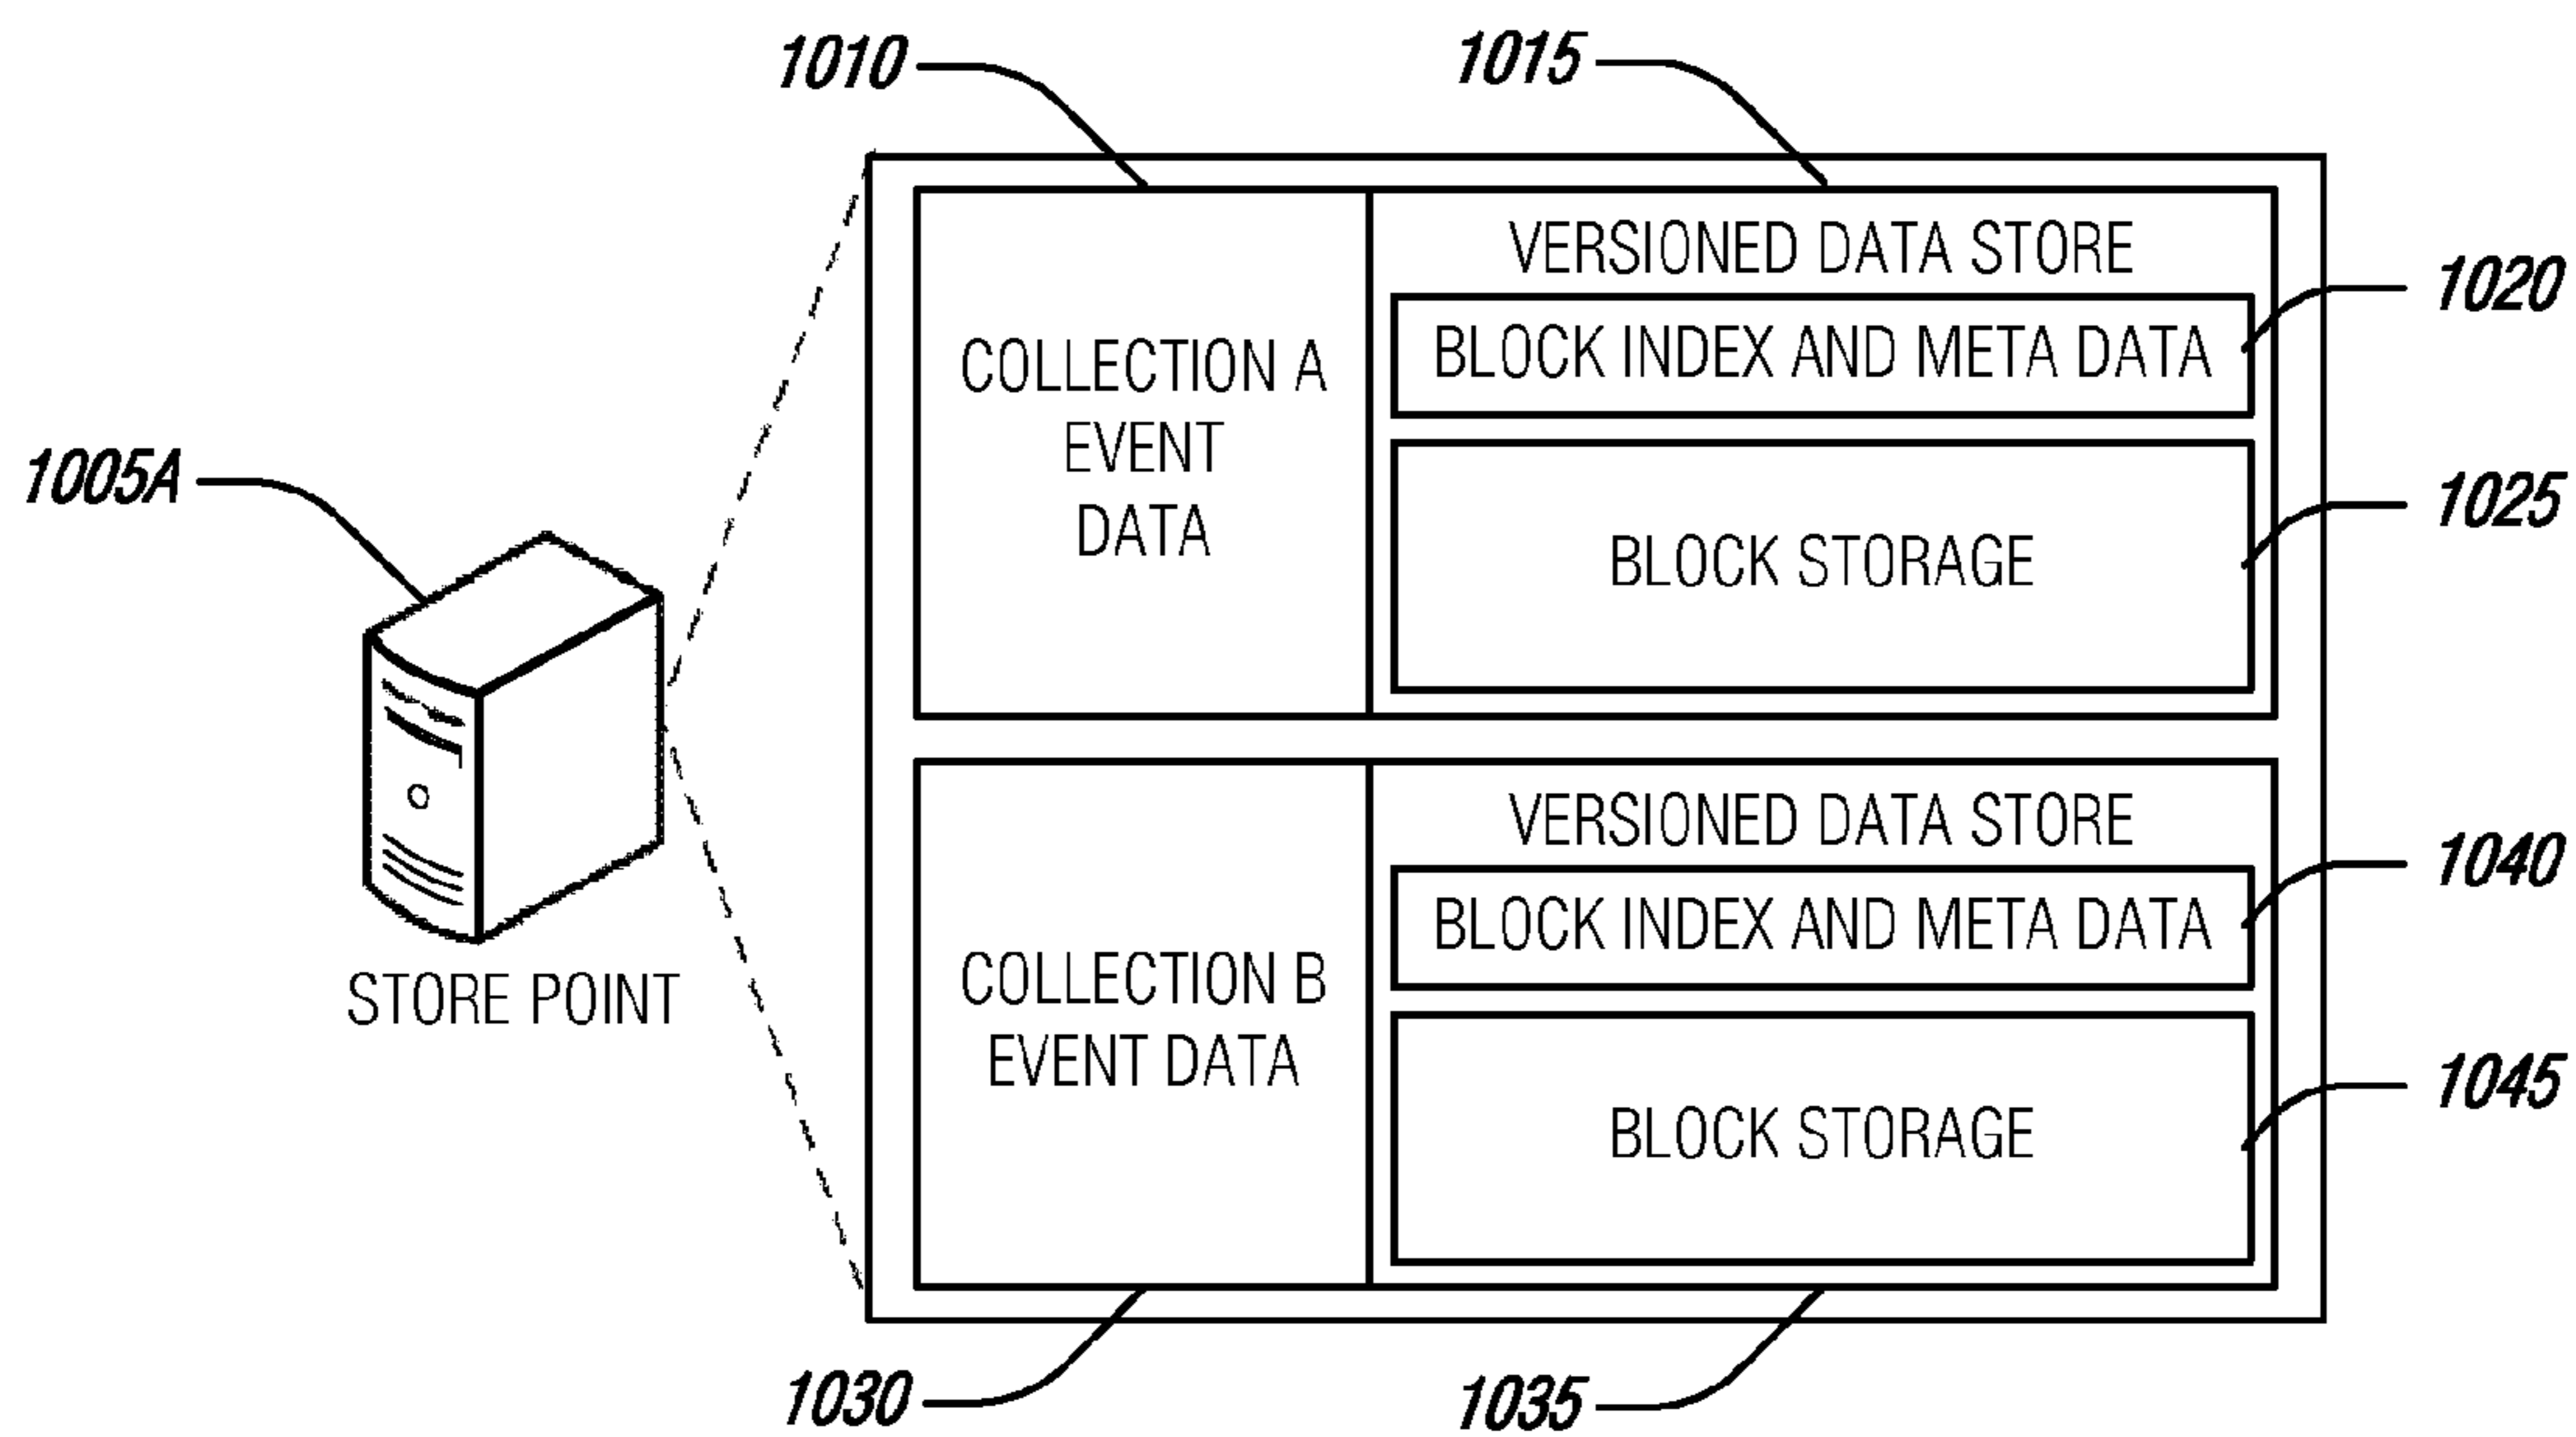 1010
1015
VERSIONED DATA STORE
1020
BLOCK INDEX AND META DATA
COLLECTION A
EVENT
DATA
1005A
1025
BLOCK STORAGE
VERSIONED DATA STORE
1040
BLOCK INDEX AND META DATA
COLLECTION B
EVENT DATA
STORE POINT
1045
BLOCK STORAGE
1030
1035